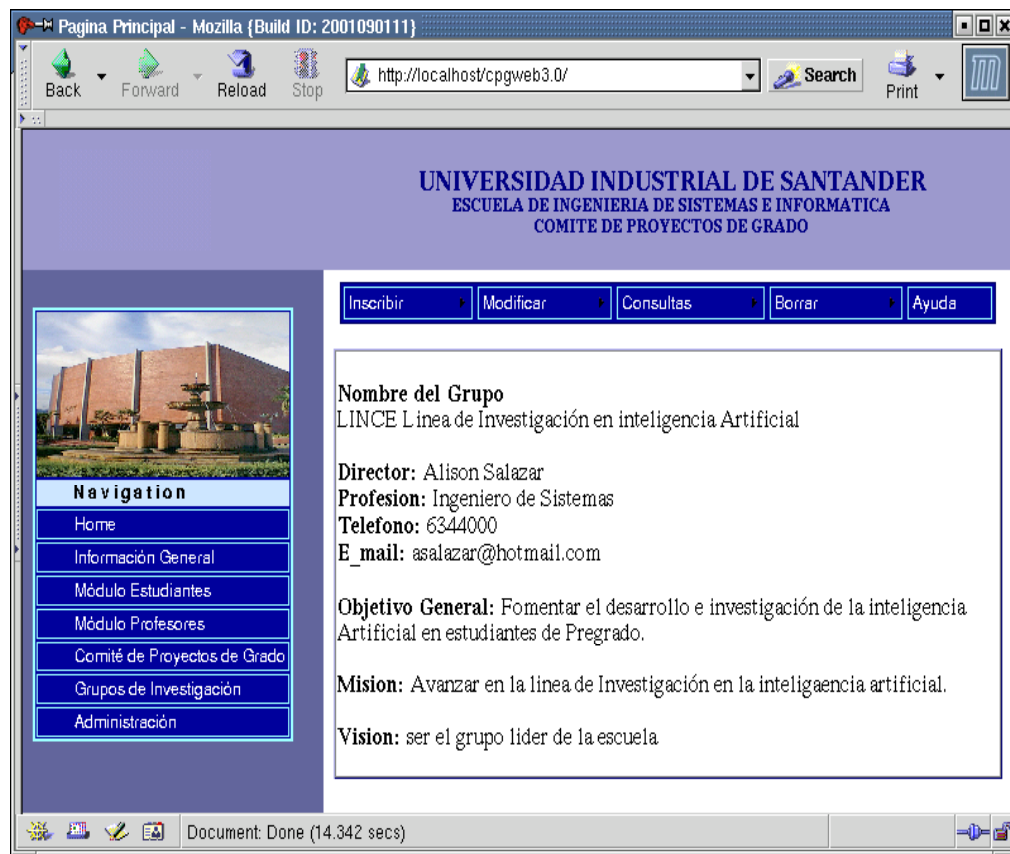 Pagina Principal - Mozilla {Build ID: 2001090111}
Back Forward Reload Stop http://localhost/cpgweb3.0/ Search Print
UNIVERSIDAD INDUSTRIAL DE SANTANDER
ESCUELA DE INGENIERIA DE SISTEMAS E INFORMATICA
COMITE DE PROYECTOS DE GRADO
Inscribir Modificar Consultas Borrar Ayuda
Navigation
Home
Información General
Módulo Estudiantes
Módulo Profesores
Comité de Proyectos de Grado
Grupos de Investigación
Administración
Nombre del Grupo
LINCE Linea de Investigación en inteligencia Artificial
Director: Alison Salazar
Profesion: Ingeniero de Sistemas
Telefono: 6344000
E_mail: asalazar@hotmail.com
Objetivo General: Fomentar el desarrollo e investigación de la inteligencia
Artificial en estudiantes de Pregrado.
Mision: Avanzar en la linea de Investigación en la inteligaencia artificial.
Vision: ser el grupo lider de la escuela
Document: Done (14.342 secs)